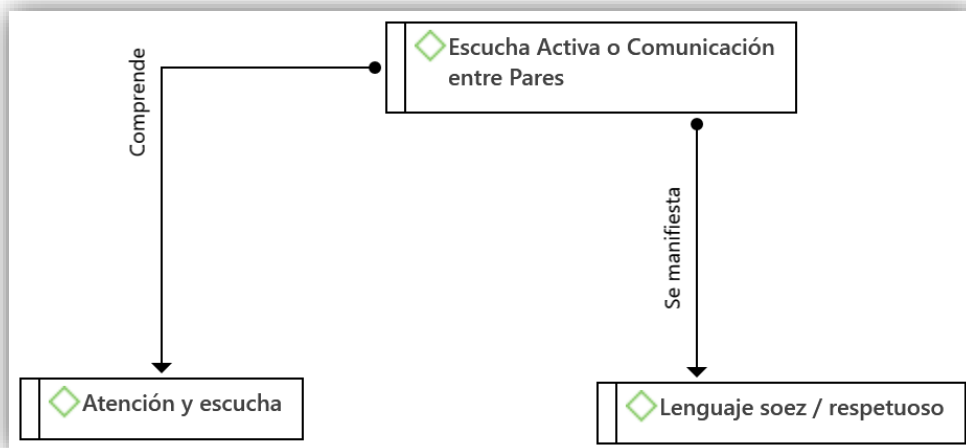 Escucha Activa o Comunicación
entre Pares
Comprende
Se manifiesta
Atención y escucha
Lenguaje soez / respetuoso